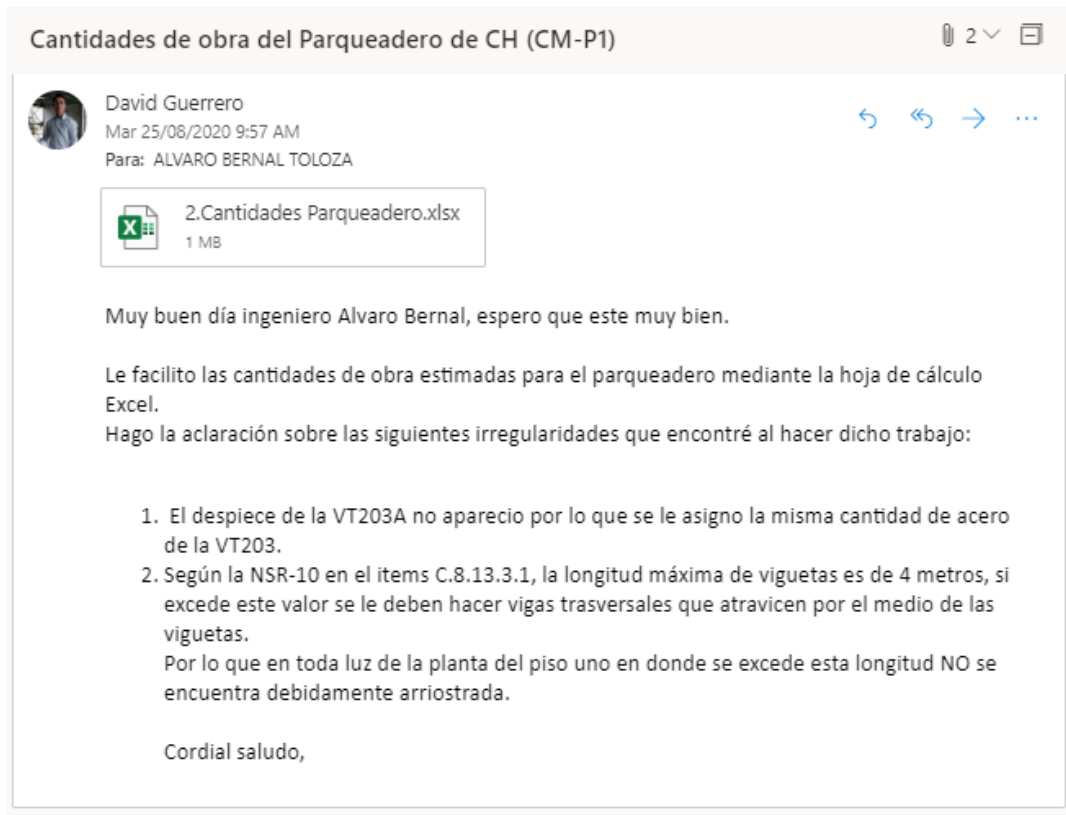 Cantidades de obra del Parqueadero de CH (CM-P1)
2
David Guerrero
Mar 25/08/2020 9:57 AM
Para: ALVARO BERNAL TOLOZA
2.Cantidades Parqueadero.xlsx
1 MB
Muy buen día ingeniero Alvaro Bernal, espero que este muy bien.
Le facilito las cantidades de obra estimadas para el parqueadero mediante la hoja de cálculo
Excel.
Hago la aclaración sobre las siguientes irregularidades que encontré al hacer dicho trabajo:
1. El despiece de la VT203A no aparecio por lo que se le asigno la misma cantidad de acero
de la VT203.
2. Según la NSR-10 en el items C.8.13.3.1, la longitud máxima de viguetas es de 4 metros, si
excede este valor se le deben hacer vigas trasversales que atravicen por el medio de las
viguetas.
Por lo que en toda luz de la planta del piso uno en donde se excede esta longitud NO se
encuentra debidamente arriostrada.
Cordial saludo,